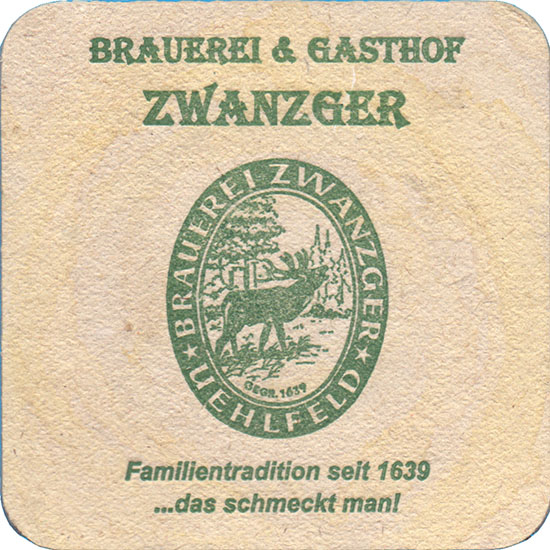 BRAUEREI & GASTHOF
ZWANZGER
BRAUEREI ZWANZGER
GEGR. 1639
★ UEHLFELD ★
Familientradition seit 1639
...das schmeckt man!